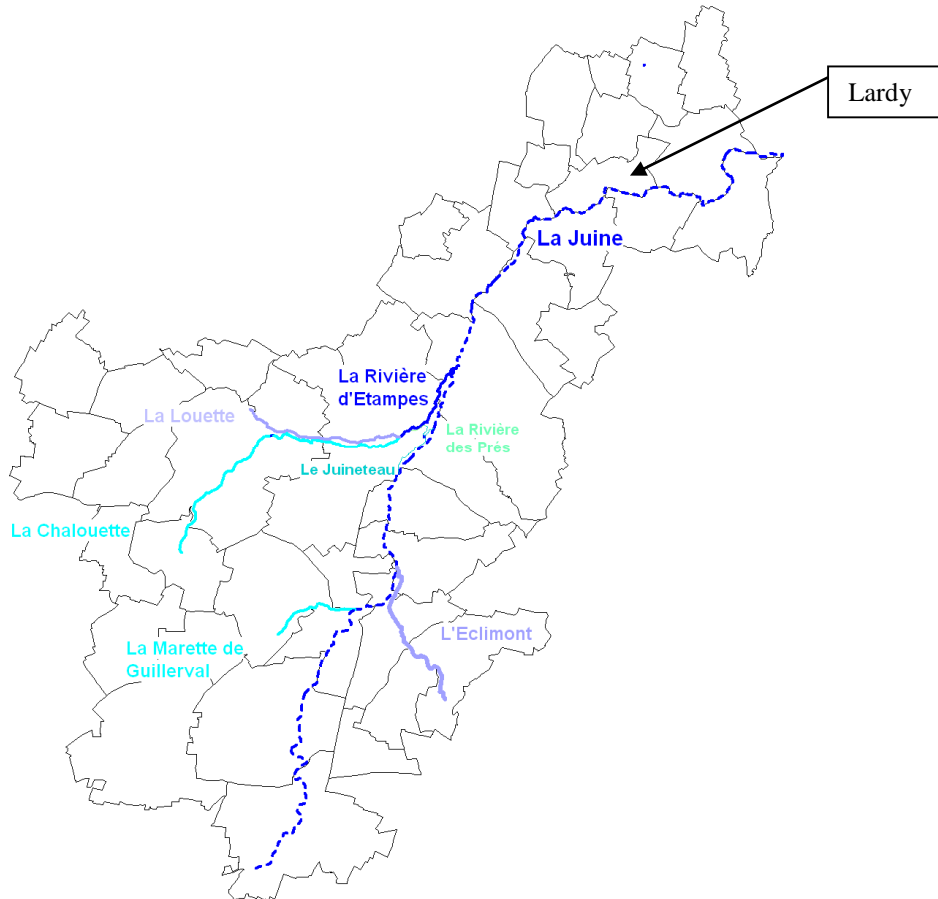 Lardy
La Juine
La Rivière
d'Etampes
La Louette
La Rivière
des Prés
Le Juineteau
La Chalouette
L'Eclimont
La Marette de
Guillerval